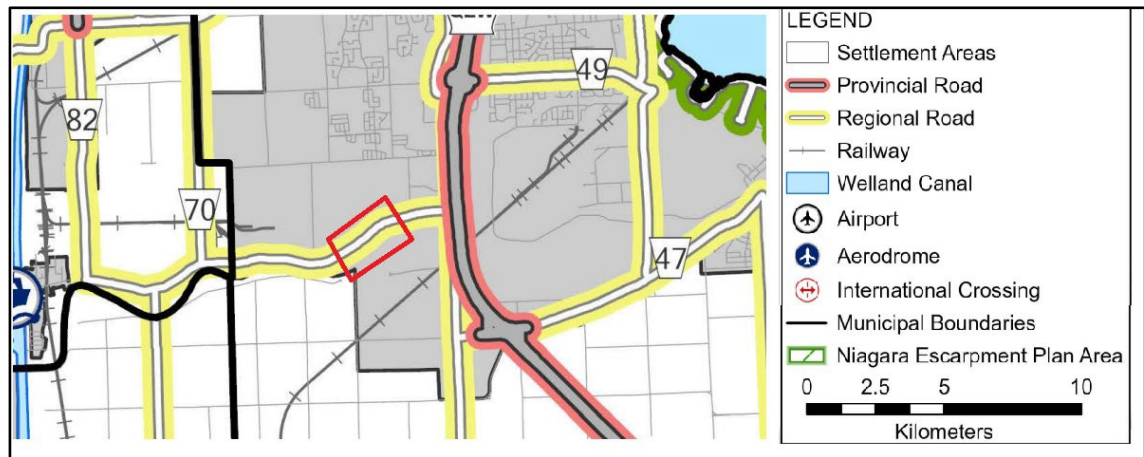 QEW
49
82
70
47
LEGEND
Settlement Areas
Provincial Road
Regional Road
Railway
Welland Canal
Airport
Aerodrome
International Crossing
Municipal Boundaries
Niagara Escarpment Plan Area
0 2.5 5 10
Kilometers